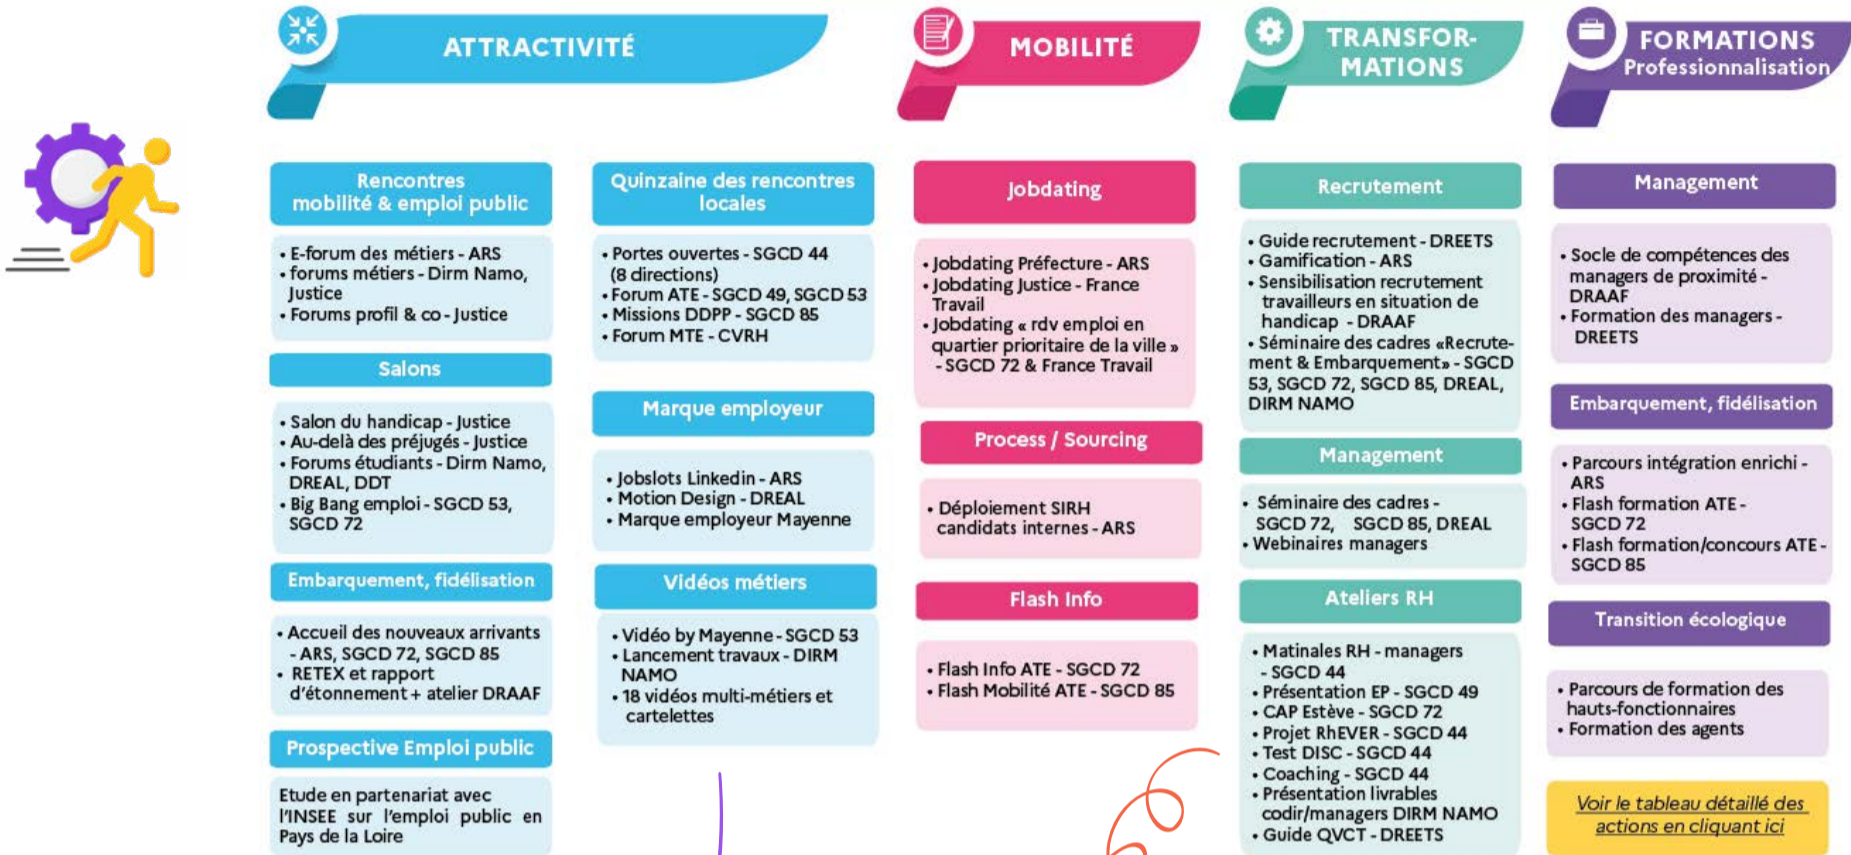 ATTRACTIVITÉ
Rencontres
mobilité & emploi public
• E-forum des métiers - ARS
• forums métiers - Dirm Namo,
Justice
• Forums profil & co - Justice
Salons
• Salon du handicap - Justice
• Au-delà des préjugés - Justice
• Forums étudiants - Dirm Namo,
DREAL, DDT
• Big Bang emploi - SGCD 53,
SGCD 72
Embarquement, fidélisation
• Accueil des nouveaux arrivants
- ARS, SGCD 72, SGCD 85
• RETEX et rapport
d'étonnement + atelier DRAAF
Prospective Emploi public
Etude en partenariat avec
l'INSEE sur l'emploi public en
Pays de la Loire
Quinzaine des rencontres
locales
• Portes ouvertes - SGCD 44
(8 directions)
• Forum ATE - SGCD 49, SGCD 53
• Missions DDPP - SGCD 85
• Forum MTE - CVRH
Marque employeur
• Jobslots Linkedin - ARS
• Motion Design - DREAL
• Marque employeur Mayenne
Vidéos métiers
• Vidéo by Mayenne - SGCD 53
• Lancement travaux - DIRM
NAMO
• 18 vidéos multi-métiers et
cartelettes
MOBILITÉ
Jobdating
• Jobdating Préfecture - ARS
• Jobdating Justice - France
Travail
• Jobdating « rdv emploi en
quartier prioritaire de la ville »
- SGCD 72 & France Travail
Process / Sourcing
• Déploiement SIRH
candidats internes - ARS
Flash Info
• Flash Info ATE - SGCD 72
• Flash Mobilité ATE - SGCD 85
TRANSFOR-
MATIONS
Recrutement
• Guide recrutement - DREETS
• Gamification - ARS
• Sensibilisation recrutement
travailleurs en situation de
handicap - DRAAF
• Séminaire des cadres «Recrute-
ment & Embarquement» - SGCD
53, SGCD 72, SGCD 85, DREAL,
DIRM NAMO
Management
• Séminaire des cadres -
SGCD 72, SGCD 85, DREAL
• Webinaires managers
Ateliers RH
• Matinales RH - managers
- SGCD 44
• Présentation EP - SGCD 49
• CAP Estève - SGCD 72
• Projet RhEVER - SGCD 44
• Test DISC - SGCD 44
• Coaching - SGCD 44
• Présentation livrables
codir/managers DIRM NAMO
• Guide QVCT - DREETS
FORMATIONS
Professionnalisation
Management
• Socle de compétences des
managers de proximité -
DRAAF
• Formation des managers -
DREETS
Embarquement, fidélisation
• Parcours intégration enrichi -
ARS
• Flash formation ATE -
SGCD 72
• Flash formation/concours ATE -
SGCD 85
Transition écologique
• Parcours de formation des
hauts-fonctionnaires
• Formation des agents
Voir le tableau détaillé des
actions en cliquant ici